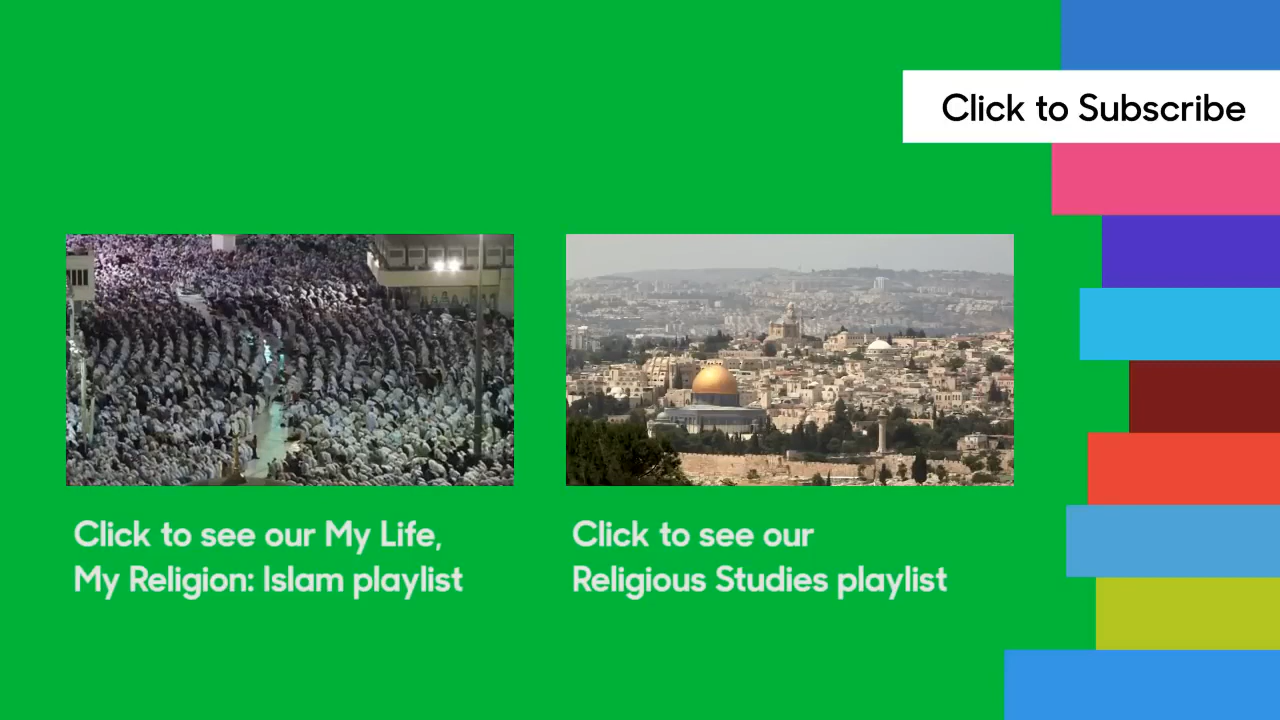 Click to Subscribe
Click to see our My Life,
My Religion: Islam playlist
Click to see our
Religious Studies playlist